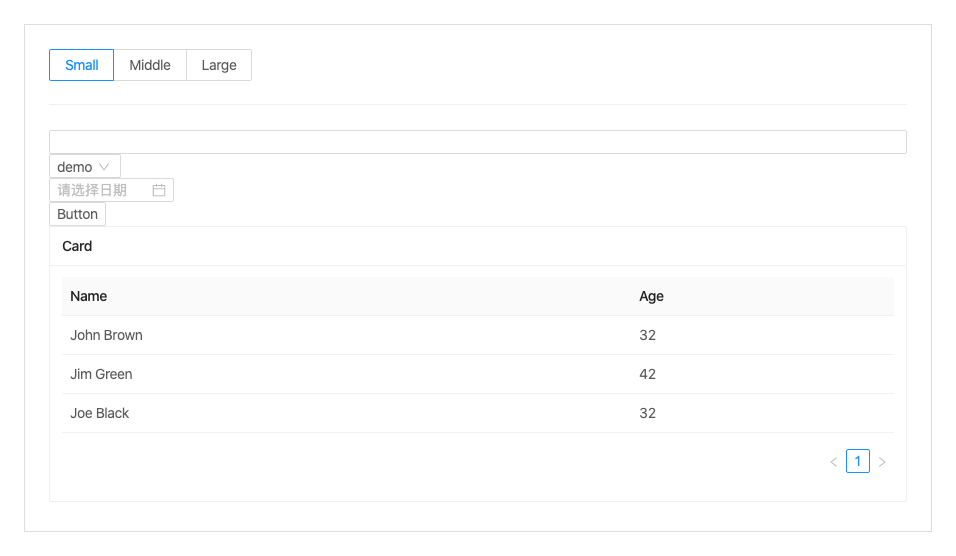 Small Middle Large
demo
请选择日期
Button
Card
Name Age
John Brown 32
Jim Green 42
Joe Black 32
1